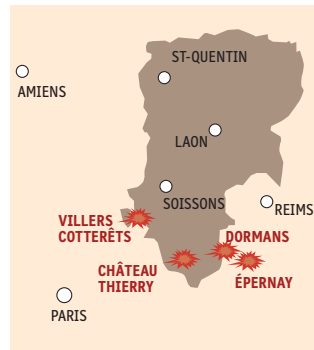 ST-QUENTIN
AMIENS
LAON
SOISSONS
REIMS
VILLERS
COTTERÊTS
DORMANS
CHÂTEAU
THIERRY
ÉPERNAY
PARIS